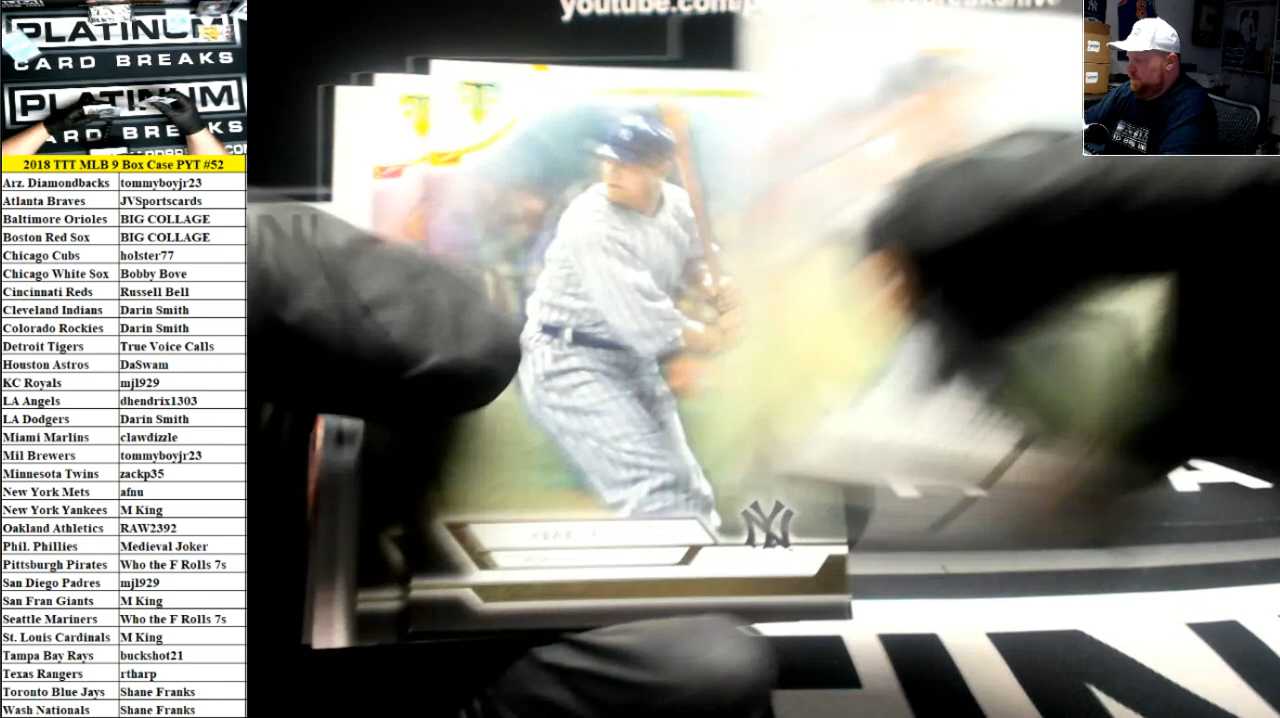 youtube.com/
PLATINUM
CARD BREAKS
PLATINUM
CARD BREAKS
2018 TTT MLB 9 Box Case PYT #52
Arz. Diamondbacks tommyboyjr23
Atlanta Braves JVSportscards
Baltimore Orioles BIG COLLAGE
Boston Red Sox BIG COLLAGE
Chicago Cubs holster77
Chicago White Sox Bobby Bove
Cincinnati Reds Russell Bell
Cleveland Indians Darin Smith
Colorado Rockies Darin Smith
Detroit Tigers True Voice Calls
Houston Astros DaSwam
KC Royals mjl929
LA Angels dhendrix1303
LA Dodgers Darin Smith
Miami Marlins clawdizzle
Mil Brewers tommyboyjr23
Minnesota Twins zackp35
New York Mets afnu
New York Yankees M King
Oakland Athletics RAW2392
Phil. Phillies Medieval Joker
Pittsburgh Pirates Who the F Rolls 7s
San Diego Padres mjl929
San Fran Giants M King
Seattle Mariners Who the F Rolls 7s
St. Louis Cardinals M King
Tampa Bay Rays buckshot21
Texas Rangers rtharp
Toronto Blue Jays Shane Franks
Wash Nationals Shane Franks
NY